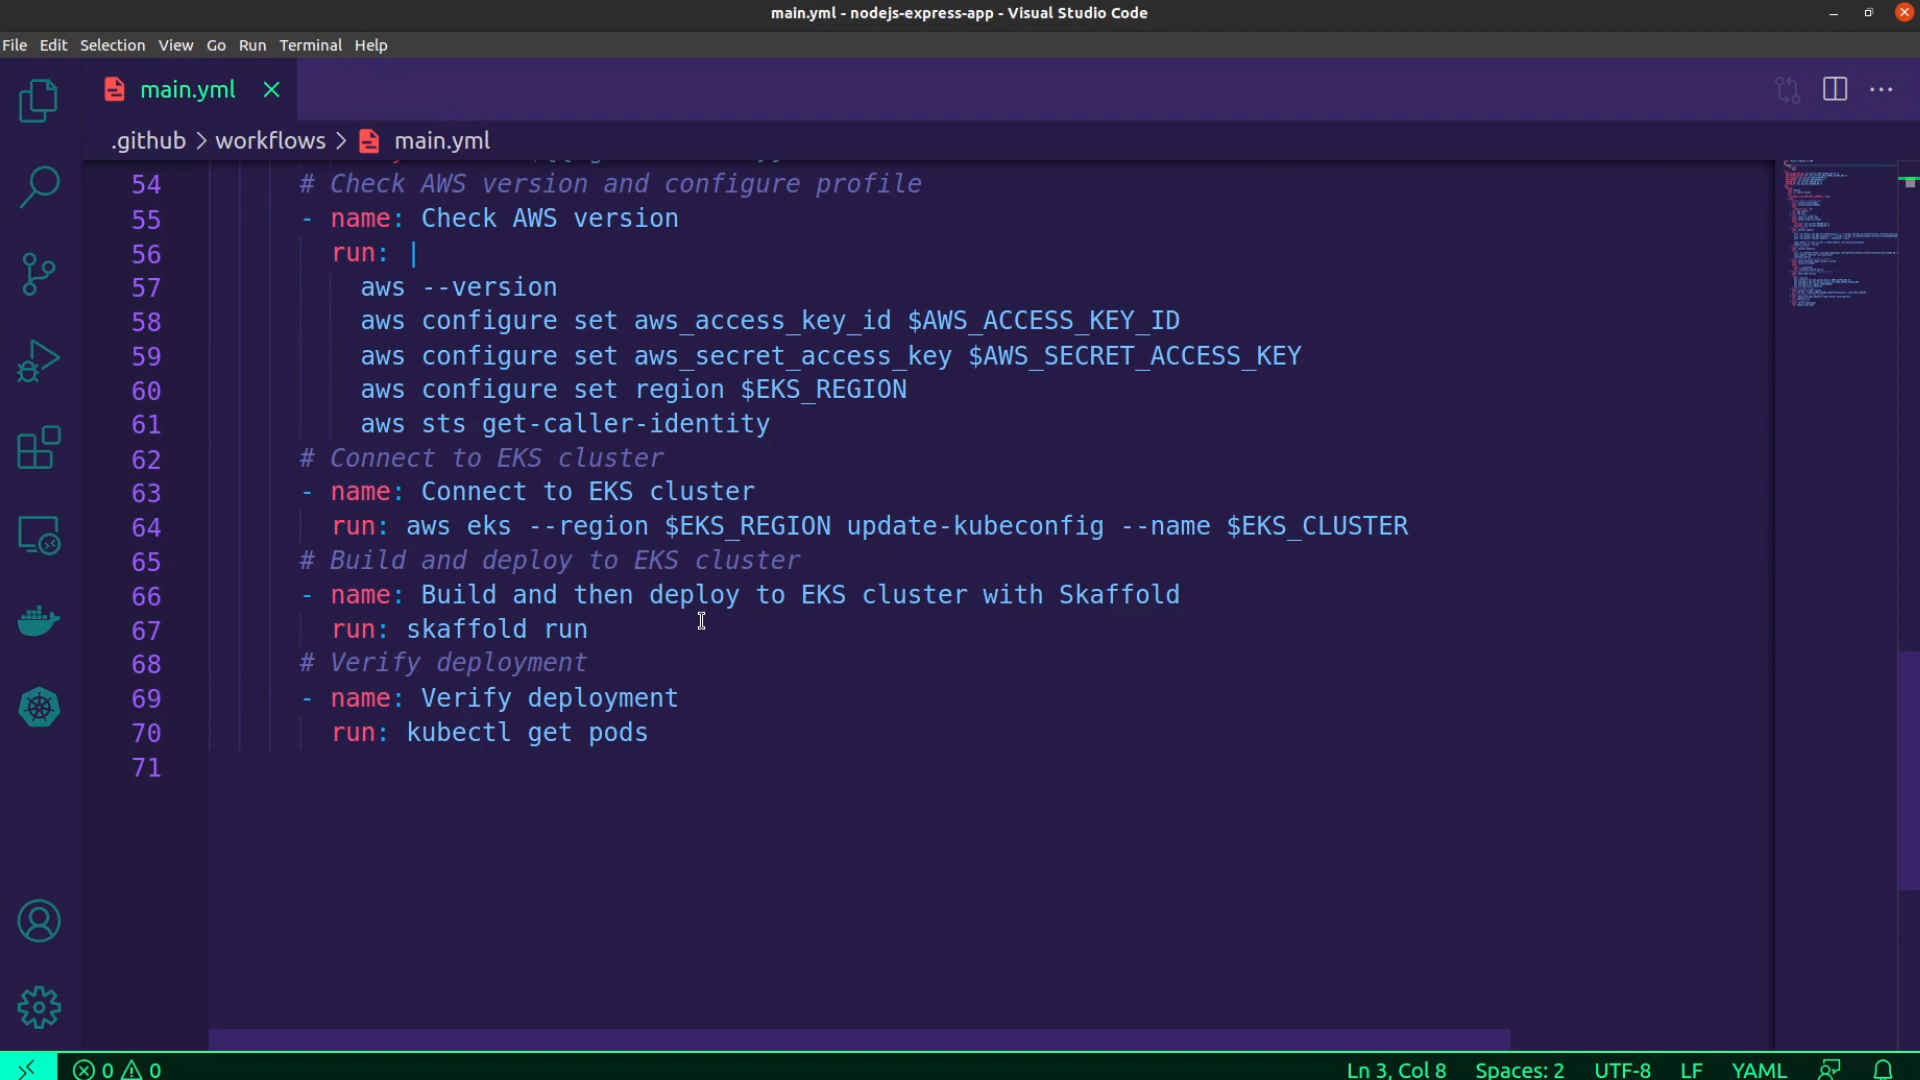 main.yml - nodejs-express-app - Visual Studio Code
File Edit Selection View Go Run Terminal Help
main.yml
.github > workflows > main.yml
54 # Check AWS version and configure profile
55 - name: Check AWS version
56 run: |
57 aws --version
58 aws configure set aws_access_key_id $AWS_ACCESS_KEY_ID
59 aws configure set aws_secret_access_key $AWS_SECRET_ACCESS_KEY
60 aws configure set region $EKS_REGION
61 aws sts get-caller-identity
62 # Connect to EKS cluster
63 - name: Connect to EKS cluster
64 run: aws eks --region $EKS_REGION update-kubeconfig --name $EKS_CLUSTER
65 # Build and deploy to EKS cluster
66 - name: Build and then deploy to EKS cluster with Skaffold
67 run: skaffold run
68 # Verify deployment
69 - name: Verify deployment
70 run: kubectl get pods
71
0 0 Ln 3, Col 8 Spaces: 2 UTF-8 LF YAML